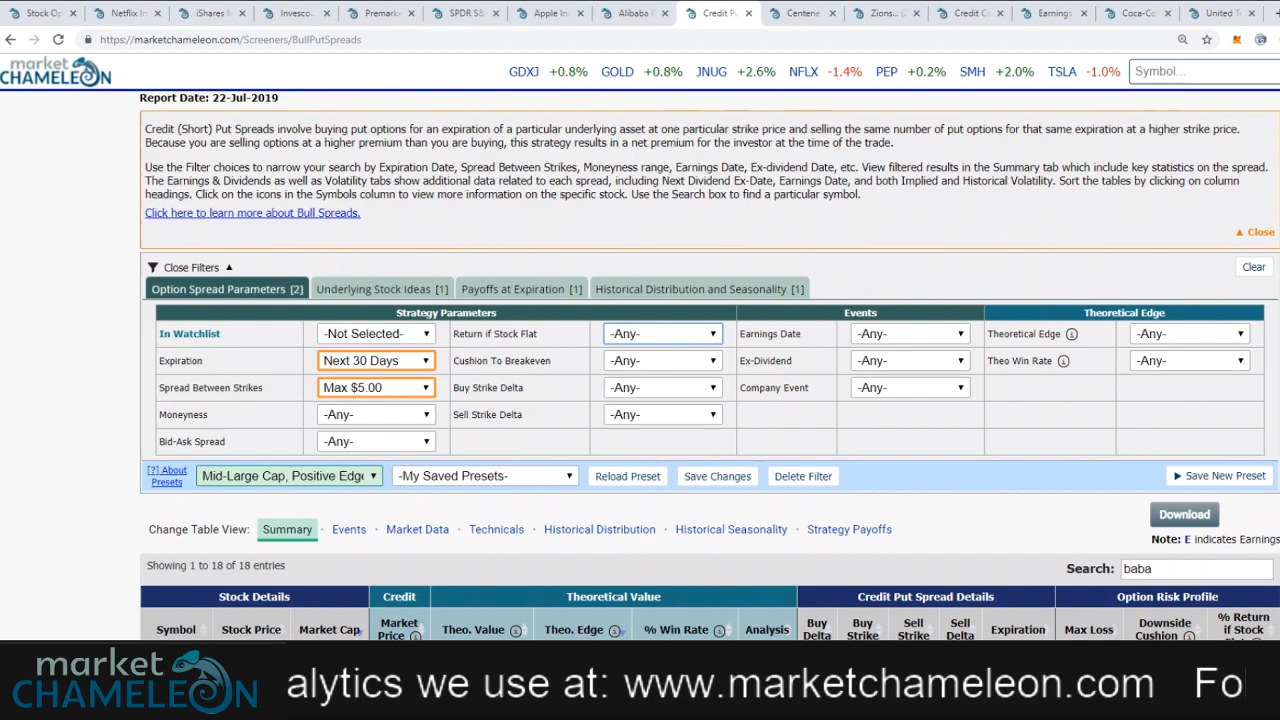 Stock Op
Netflix In
iShares M
Invesco
Premark
SPDR S&
Apple In
Alibaba
Credit P
Centene
Zions...
Credit Ca
Earnings
Coca-Co
United T
https://marketchameleon.com/Screeners/BullPutSpreads
market CHAMELEON
GDXJ +0.8% GOLD +0.8% JNUG +2.6% NFLX -1.4% PEP +0.2% SMH +2.0% TSLA -1.0% Symbol...
Report Date: 22-Jul-2019
Credit (Short) Put Spreads involve buying put options for an expiration of a particular underlying asset at one particular strike price and selling the same number of put options for that same expiration at a higher strike price.
Because you are selling options at a higher premium than you are buying, this strategy results in a net premium for the investor at the time of the trade.
Use the Filter choices to narrow your search by Expiration Date, Spread Between Strikes, Moneyness range, Earnings Date, Ex-dividend Date, etc. View filtered results in the Summary tab which include key statistics on the spread.
The Earnings & Dividends as well as Volatility tabs show additional data related to each spread, including Next Dividend Ex-Date, Earnings Date, and both Implied and Historical Volatility. Sort the tables by clicking on column
headings. Click on the icons in the Symbols column to view more information on the specific stock. Use the Search box to find a particular symbol.
Click here to learn more about Bull Spreads.
▲ Close
Close Filters ▲
Clear
Option Spread Parameters [2] Underlying Stock Ideas [1] Payoffs at Expiration [1] Historical Distribution and Seasonality [1]
Strategy Parameters Events Theoretical Edge
In Watchlist -Not Selected- Return if Stock Flat -Any- Earnings Date -Any- Theoretical Edge -Any-
Expiration Next 30 Days Cushion To Breakeven -Any- Ex-Dividend -Any- Theo Win Rate -Any-
Spread Between Strikes Max $5.00 Buy Strike Delta -Any- Company Event -Any-
Moneyness -Any- Sell Strike Delta -Any-
Bid-Ask Spread -Any-
[?] About Presets Mid-Large Cap, Positive Edge -My Saved Presets- Reload Preset Save Changes Delete Filter ▶ Save New Preset
Change Table View: Summary · Events · Market Data · Technicals · Historical Distribution · Historical Seasonality · Strategy Payoffs
Download
Note: E indicates Earnings
Showing 1 to 18 of 18 entries
Search: baba
Stock Details Credit Theoretical Value Credit Put Spread Details Option Risk Profile
Symbol Stock Price Market Cap Market Price Theo. Value Theo. Edge % Win Rate Analysis Buy Delta Buy Strike Sell Strike Sell Delta Expiration Max Loss Downside Cushion % Return if Stock
market CHAMELEON
alytics we use at: www.marketchameleon.com Fo